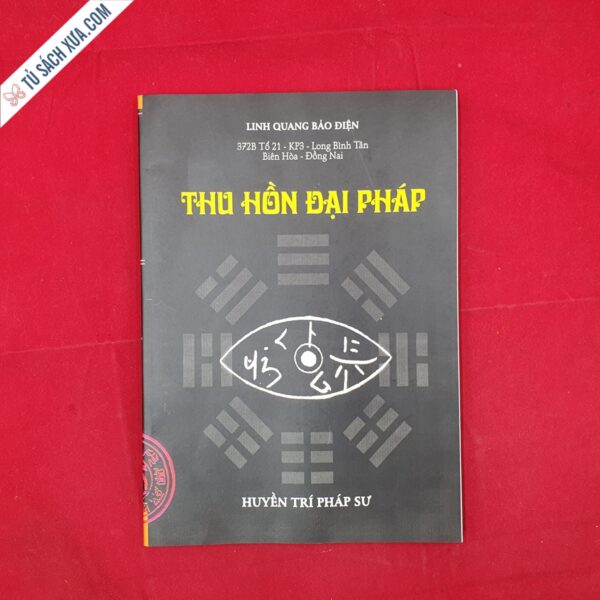 TỦ SÁCH XƯA.COM
LINH QUANG BẢO ĐIỆN
372B Tổ 21 - KP3 - Long Bình Tân
Biên Hòa - Đồng Nai
THU HỒN ĐẠI PHÁP
HUYỀN TRÍ PHÁP SƯ